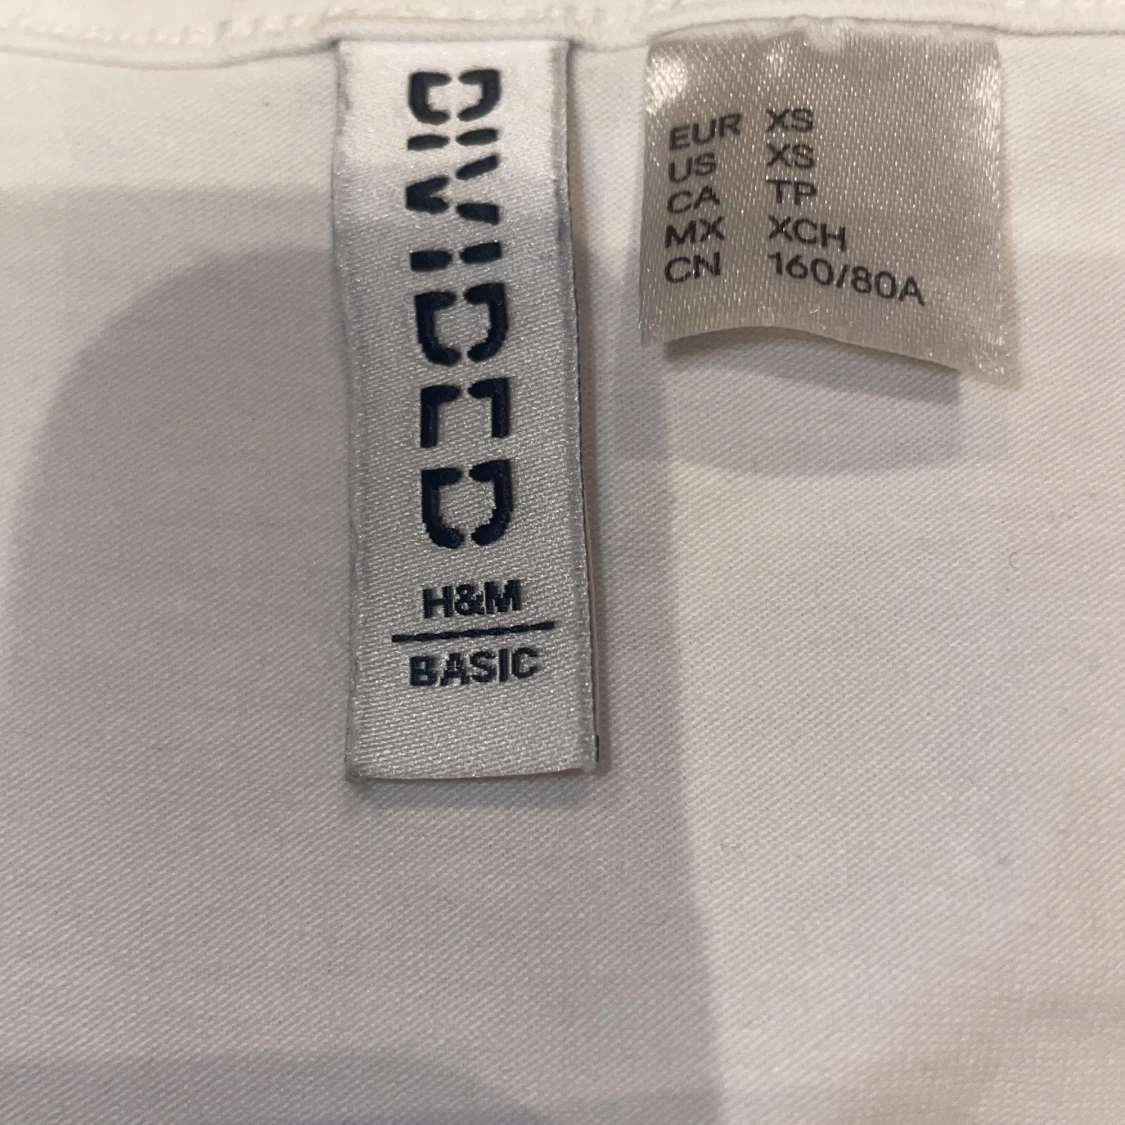 DIVIDED
H&M
BASIC
EUR XS
US XS
CA TP
MX XCH
CN 160/80A